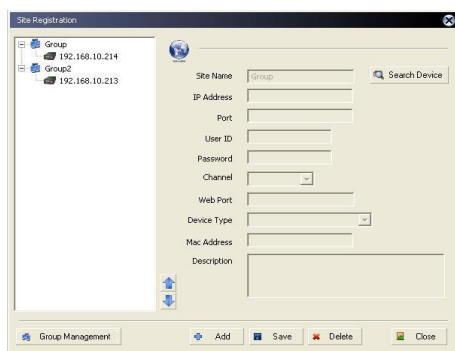 Site Registration
Group
192.168.10.214
Group2
192.168.10.213
Site Name Group Search Device
IP Address
Port
User ID
Password
Channel
Web Port
Device Type
Mac Address
Description
Group Management Add Save Delete Close